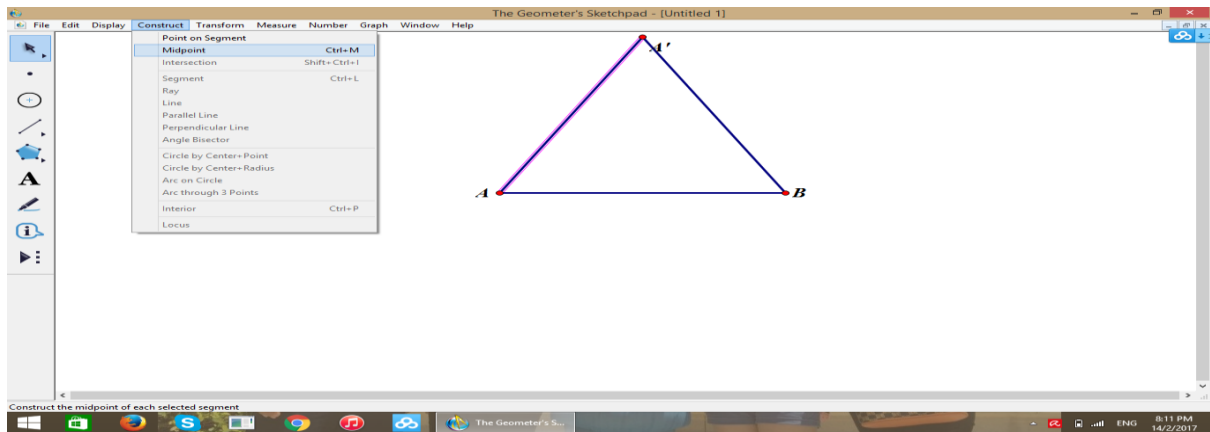 The Geometer's Sketchpad - [Untitled 1]
File Edit Display Construct Transform Measure Number Graph Window Help
Point on Segment
Midpoint Ctrl+M
Intersection Shift+Ctrl+I
Segment Ctrl+L
Ray
Line
Parallel Line
Perpendicular Line
Angle Bisector
Circle by Center+Point
Circle by Center+Radius
Arc on Circle
Arc through 3 Points
Interior Ctrl+P
Locus
A
A'
A B
Construct the midpoint of each selected segment
The Geometer's S...
ENG
8:11 PM
14/2/2017